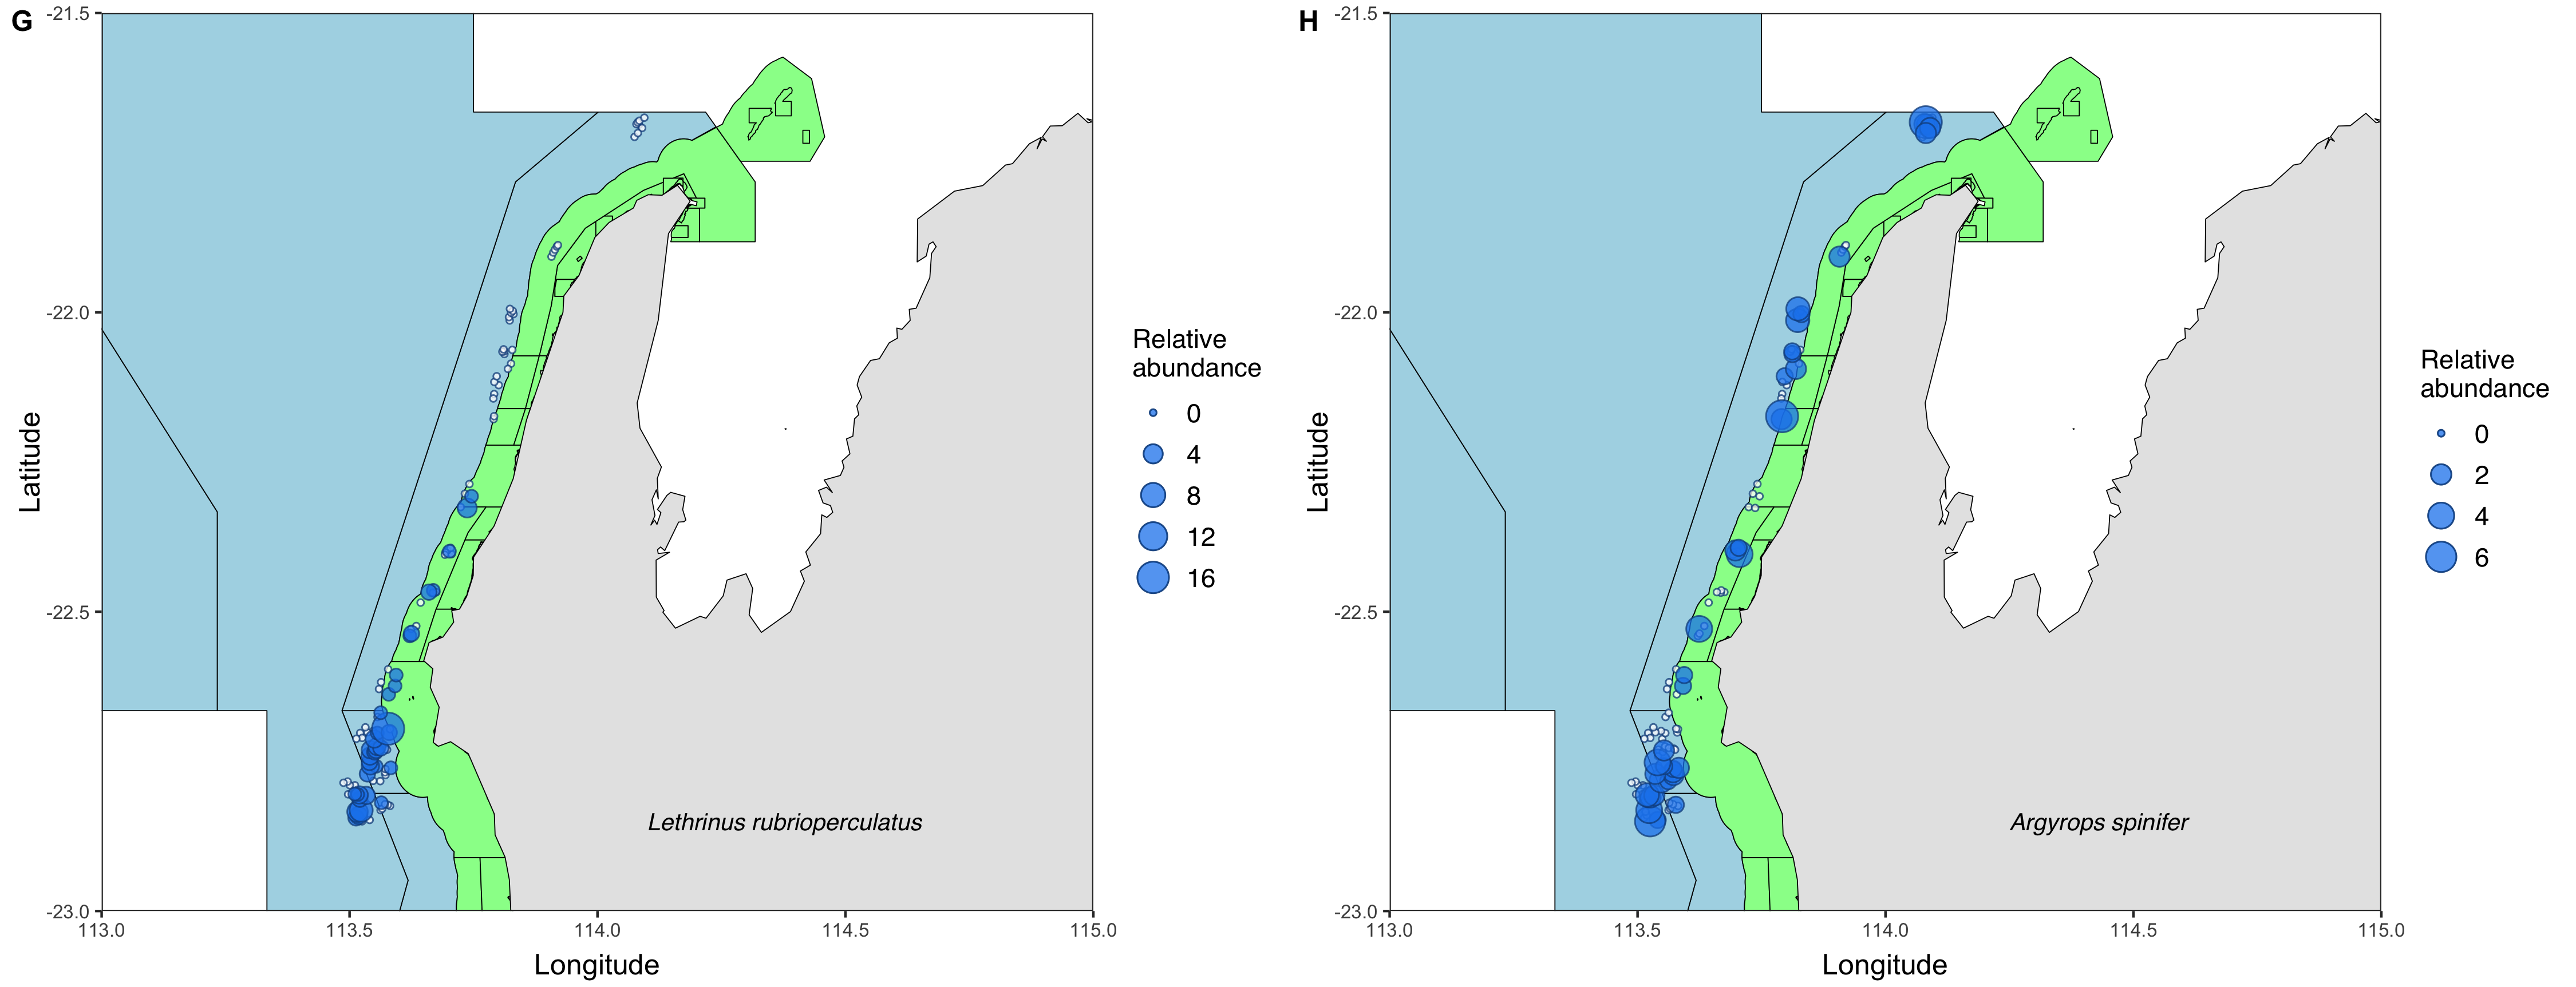 G
-21.5
-22.0
-22.5
-23.0
Latitude
113.0
113.5
114.0
114.5
115.0
Longitude
Lethrinus rubrioperculatus
Relative
abundance
0
4
8
12
16
H
-21.5
-22.0
-22.5
-23.0
Latitude
113.0
113.5
114.0
114.5
115.0
Longitude
Argyrops spinifer
Relative
abundance
0
2
4
6